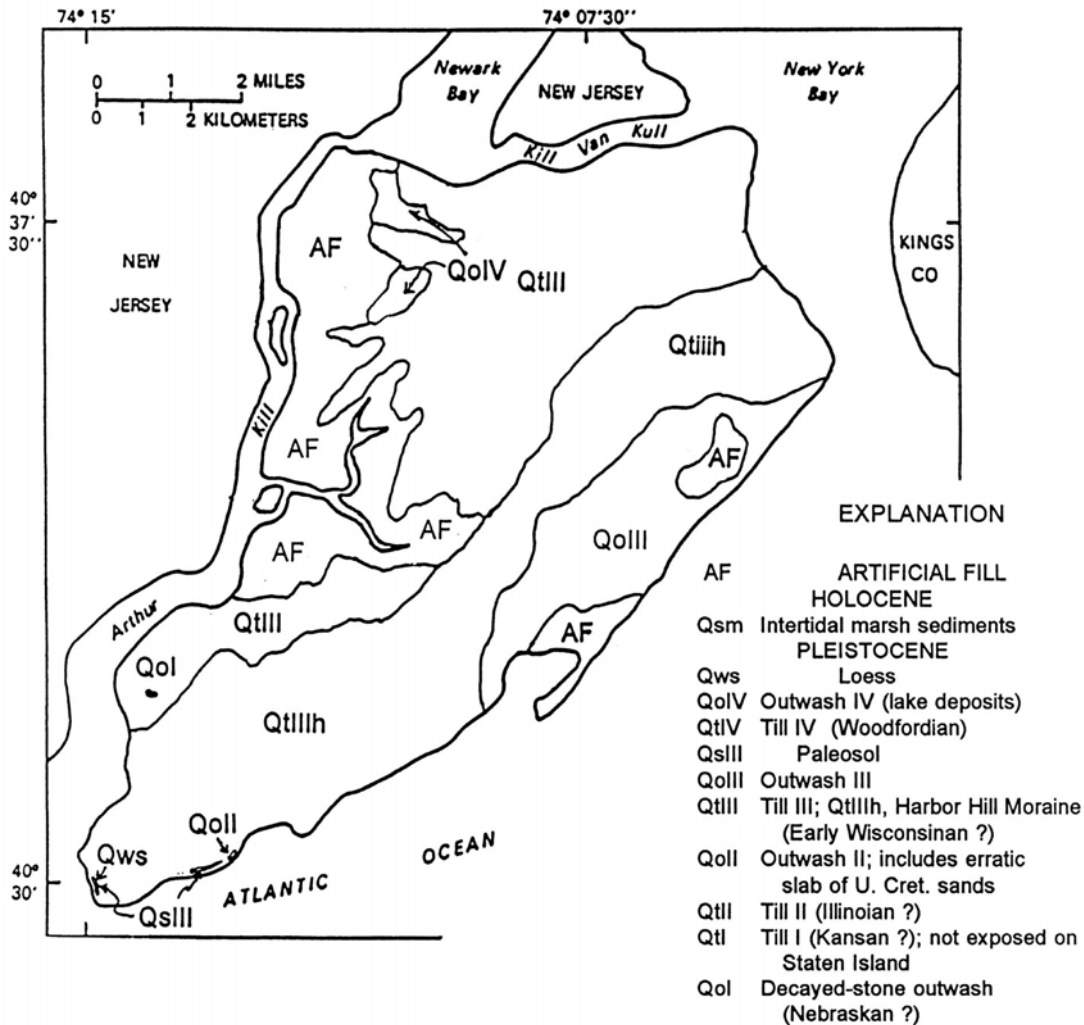 74° 15'
74° 07'30"
0 1 2 MILES
0 1 2 KILOMETERS
Newark
Bay
NEW JERSEY
New York
Bay
Kill Van Kull
40°
37'
30''
NEW
JERSEY
KINGS
CO
AF
QoIV
QtIII
Qtiiih
Kill
AF
AF
AF
AF
QoIII
Arthur
QtIII
AF
QoI
QtIIIh
QoII
Qws
40°
30'
QsIII
ATLANTIC
OCEAN
EXPLANATION
AF ARTIFICIAL FILL
HOLOCENE
Qsm Intertidal marsh sediments
PLEISTOCENE
Qws Loess
QoIV Outwash IV (lake deposits)
QtIV Till IV (Woodfordian)
QsIII Paleosol
QoIII Outwash III
QtIII Till III; QtIIIh, Harbor Hill Moraine
(Early Wisconsinan ?)
QoII Outwash II; includes erratic
slab of U. Cret. sands
QtII Till II (Illinoian ?)
QtI Till I (Kansan ?); not exposed on
Staten Island
QoI Decayed-stone outwash
(Nebraskan ?)